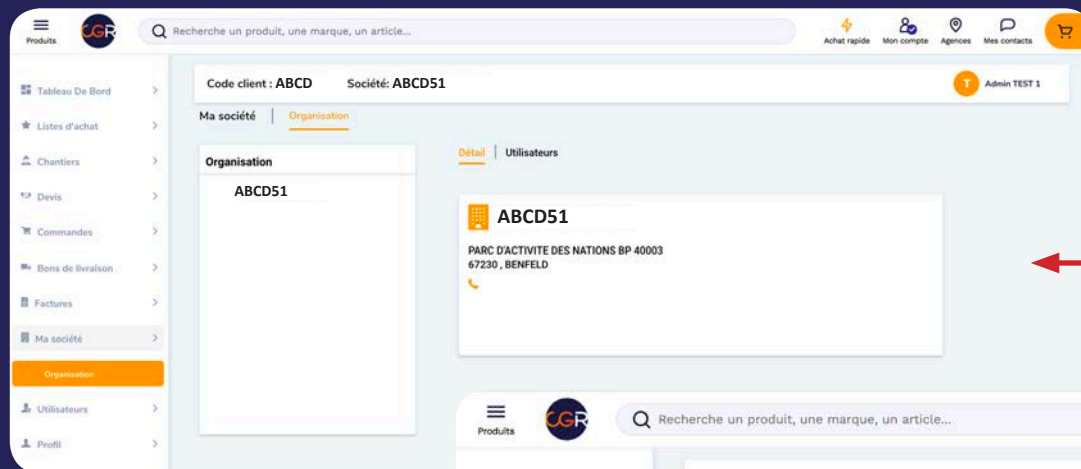 Produits
CGR
Recherche un produit, une marque, un article...
Achat rapide
Mon compte
Agences
Mes contacts
Tableau De Bord
Listes d'achat
Chantiers
Devis
Commandes
Bons de livraison
Factures
Ma société
Organisation
Utilisateurs
Profil
Code client : ABCD Société: ABCD51
T Admin TEST 1
Ma société | Organisation
Organisation
ABCD51
Détail | Utilisateurs
ABCD51
PARC D'ACTIVITE DES NATIONS BP 40003
67230 , BENFELD
Produits
CGR
Recherche un produit, une marque, un article...